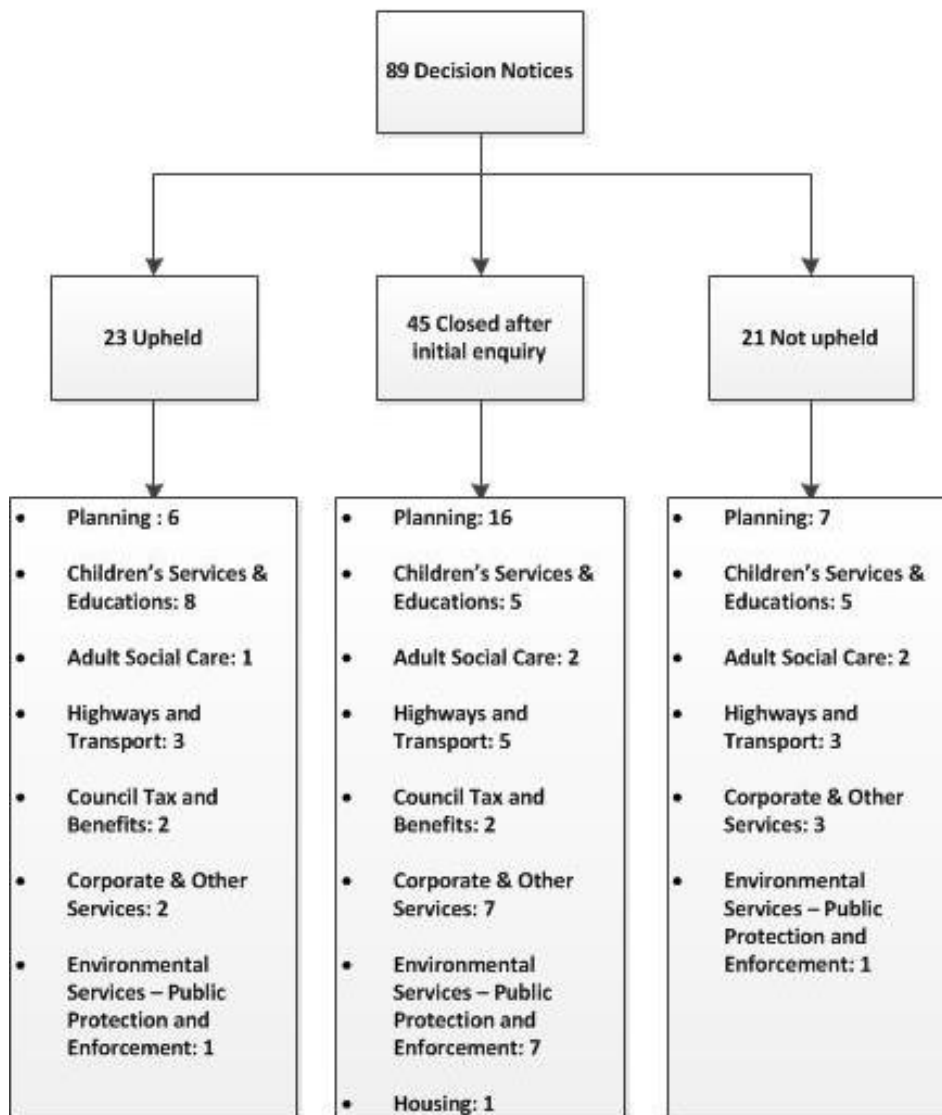 89 Decision Notices
23 Upheld
45 Closed after
initial enquiry
21 Not upheld
• Planning : 6
• Children's Services &
Educations: 8
• Adult Social Care: 1
• Highways and
Transport: 3
• Council Tax and
Benefits: 2
• Corporate & Other
Services: 2
• Environmental
Services – Public
Protection and
Enforcement: 1
• Planning: 16
• Children's Services &
Educations: 5
• Adult Social Care: 2
• Highways and
Transport: 5
• Council Tax and
Benefits: 2
• Corporate & Other
Services: 7
• Environmental
Services – Public
Protection and
Enforcement: 7
• Housing: 1
• Planning: 7
• Children's Services &
Educations: 5
• Adult Social Care: 2
• Highways and
Transport: 3
• Corporate & Other
Services: 3
• Environmental
Services – Public
Protection and
Enforcement: 1